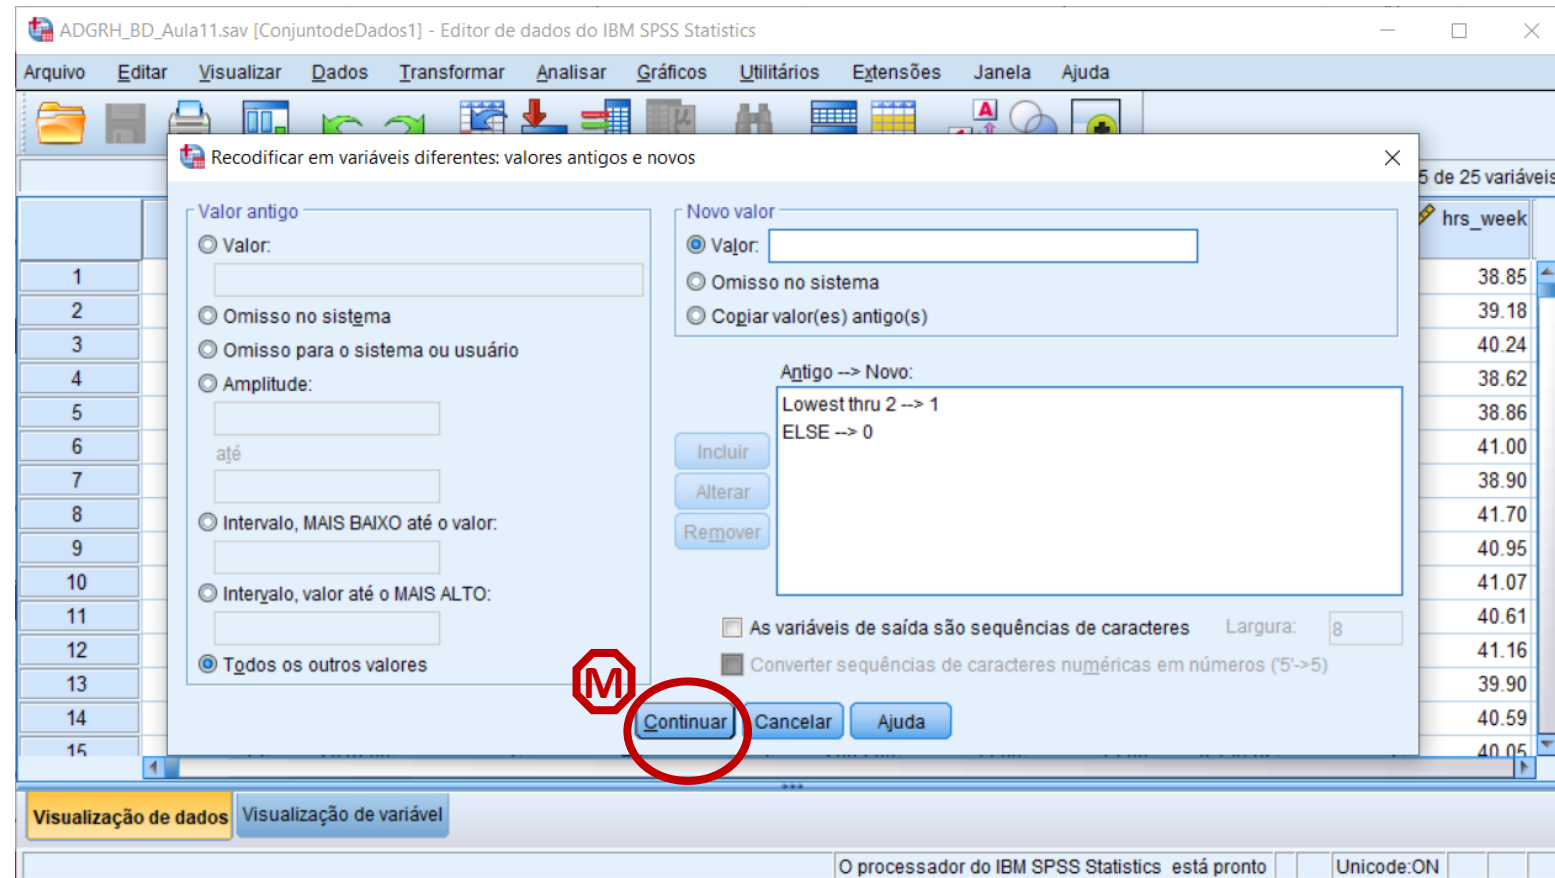 ADGRH_BD_Aula11.sav [ConjuntodeDados1] - Editor de dados do IBM SPSS Statistics
Arquivo Editar Visualizar Dados Transformar Analisar Gráficos Utilitários Extensões Janela Ajuda
Recodificar em variáveis diferentes: valores antigos e novos
5 de 25 variáveis
hrs_week
Valor antigo
Valor:
Omisso no sistema
Omisso para o sistema ou usuário
Amplitude:
até
Intervalo, MAIS BAIXO até o valor:
Intervalo, valor até o MAIS ALTO:
Todos os outros valores
Novo valor
Valor:
Omisso no sistema
Copiar valor(es) antigo(s)
Antigo --> Novo:
Lowest thru 2 --> 1
ELSE --> 0
Incluir
Alterar
Remover
As variáveis de saída são sequências de caracteres Largura: 8
Converter sequências de caracteres numéricas em números ('5'->5)
M
Continuar Cancelar Ajuda
1 38.85
2 39.18
3 40.24
4 38.62
5 38.86
6 41.00
7 38.90
8 41.70
9 40.95
10 41.07
11 40.61
12 41.16
13 39.90
14 40.59
15 40.05
Visualização de dados Visualização de variável
O processador do IBM SPSS Statistics está pronto Unicode:ON